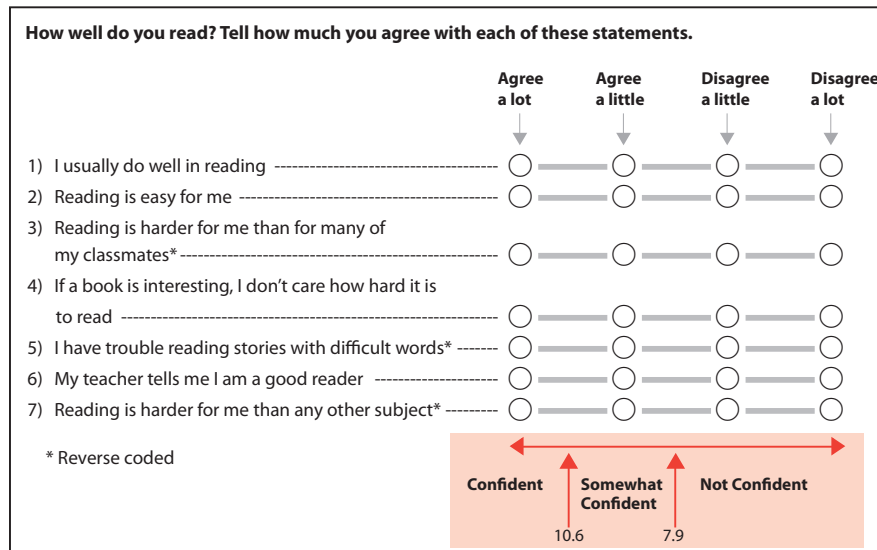 How well do you read? Tell how much you agree with each of these statements.
Agree a lot
Agree a little
Disagree a little
Disagree a lot
1) I usually do well in reading
2) Reading is easy for me
3) Reading is harder for me than for many of
my classmates*
4) If a book is interesting, I don't care how hard it is
to read
5) I have trouble reading stories with difficult words*
6) My teacher tells me I am a good reader
7) Reading is harder for me than any other subject*
* Reverse coded
Confident
Somewhat
Confident
Not Confident
10.6
7.9